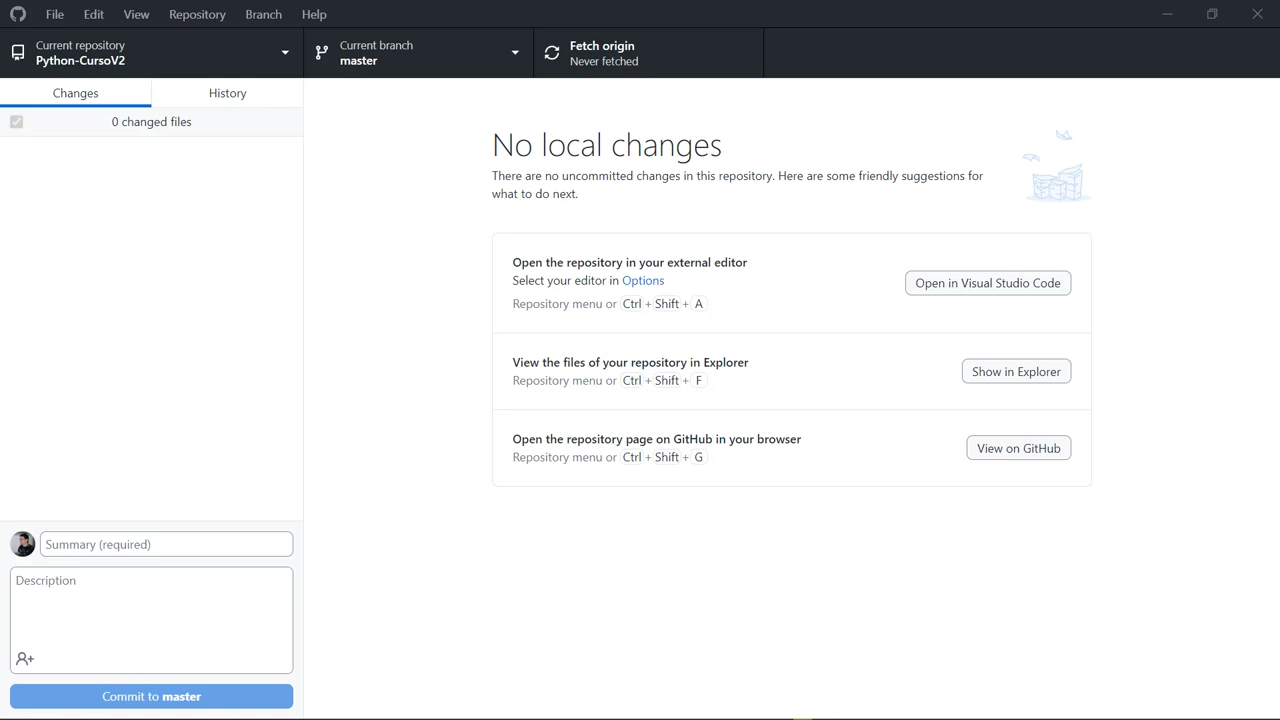 File Edit View Repository Branch Help
Current repository
Python-CursoV2
Current branch
master
Fetch origin
Never fetched
Changes History
0 changed files
No local changes
There are no uncommitted changes in this repository. Here are some friendly suggestions for
what to do next.
Open the repository in your external editor
Select your editor in Options
Repository menu or Ctrl + Shift + A
Open in Visual Studio Code
View the files of your repository in Explorer
Repository menu or Ctrl + Shift + F
Show in Explorer
Open the repository page on GitHub in your browser
Repository menu or Ctrl + Shift + G
View on GitHub
Summary (required)
Description
Commit to master